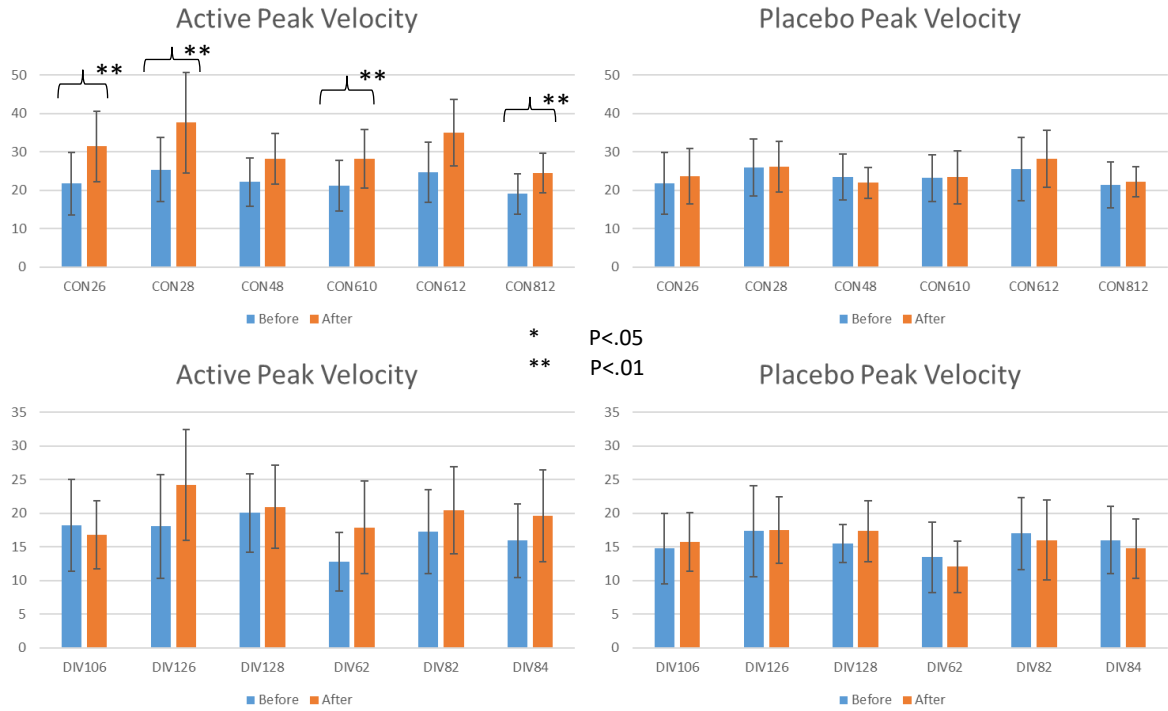 Active Peak Velocity
** ** ** **
50
40
30
20
10
0
CON26 CON28 CON48 CON610 CON612 CON812
Before After
Placebo Peak Velocity
50
40
30
20
10
0
CON26 CON28 CON48 CON610 CON612 CON812
Before After
* P<.05
** P<.01
Active Peak Velocity
35
30
25
20
15
10
5
0
DIV106 DIV126 DIV128 DIV62 DIV82 DIV84
Before After
Placebo Peak Velocity
35
30
25
20
15
10
5
0
DIV106 DIV126 DIV128 DIV62 DIV82 DIV84
Before After